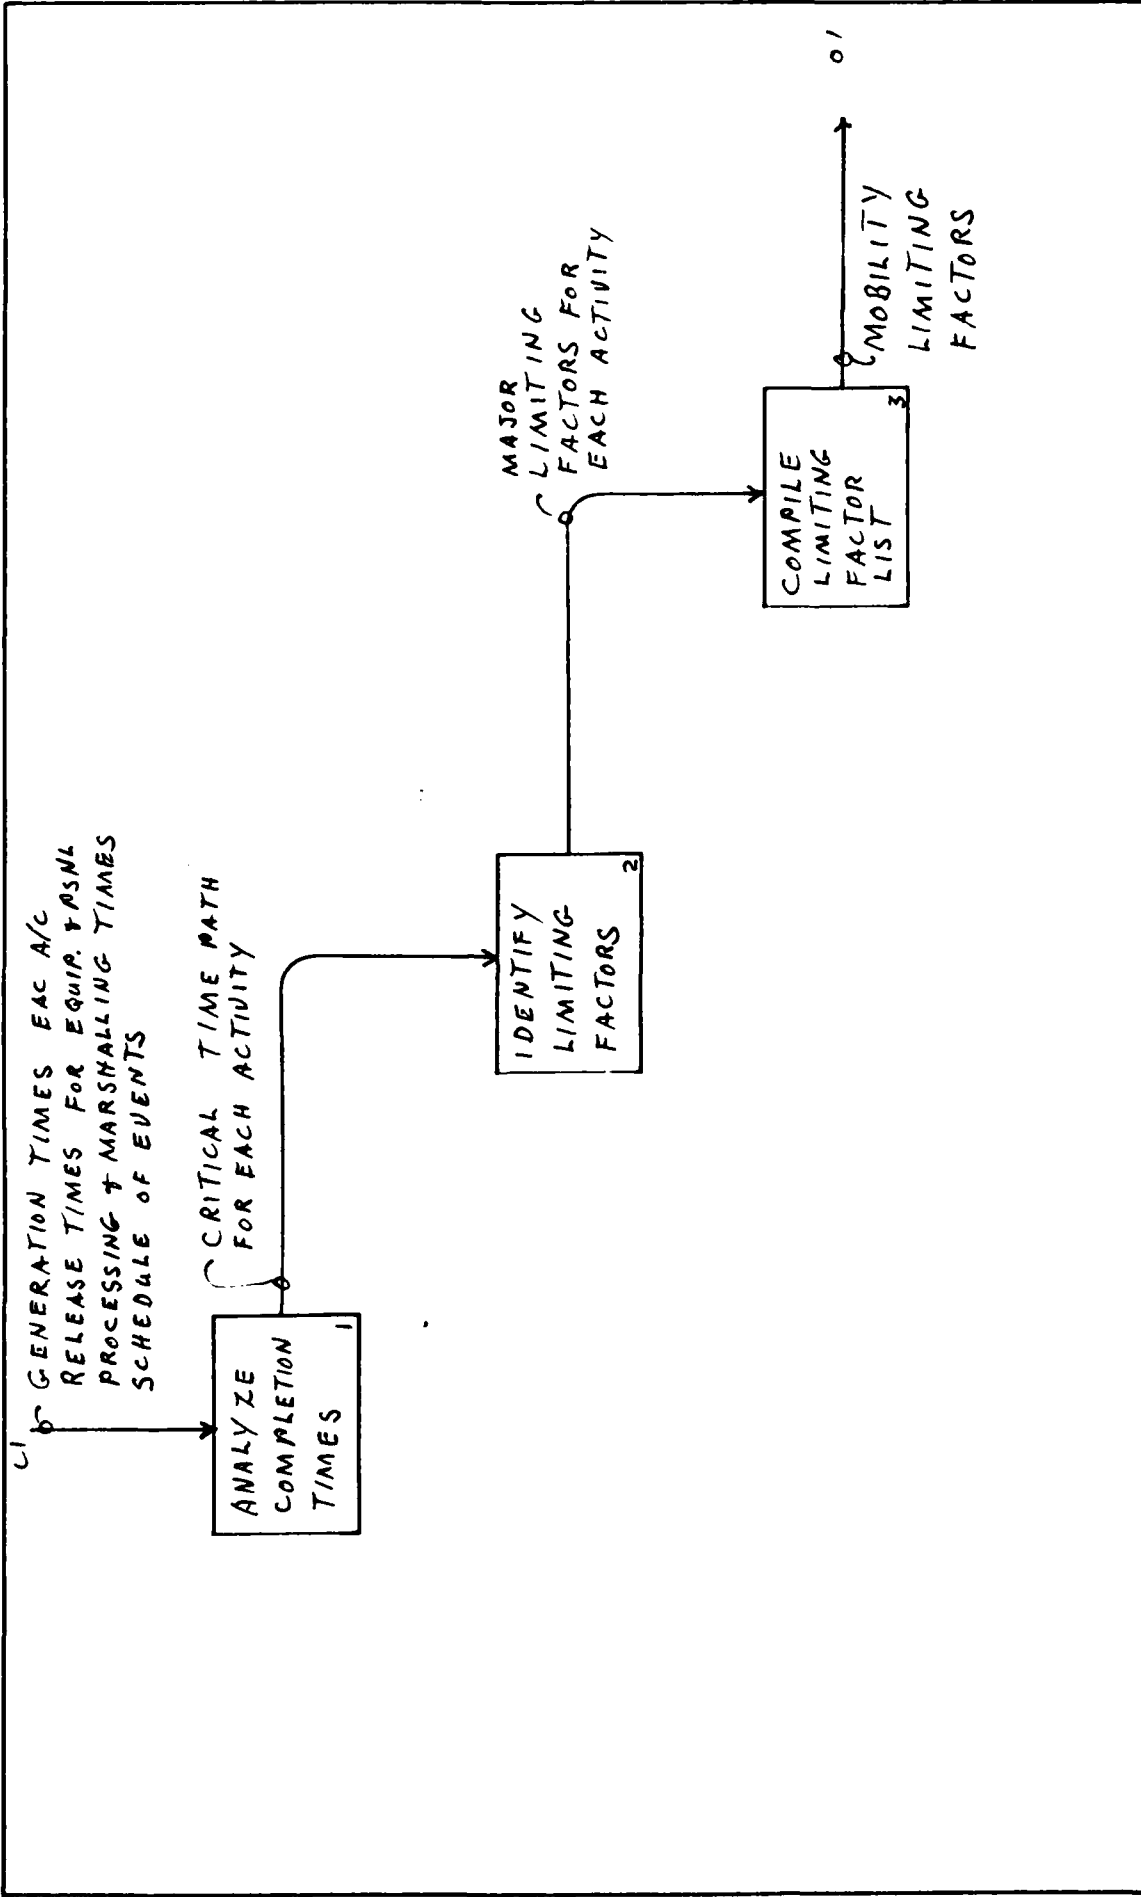 C1
GENERATION TIMES EAC A/C
RELEASE TIMES FOR EQUIP. & PSNL
PROCESSING & MARSHALLING TIMES
SCHEDULE OF EVENTS
ANALYZE
COMPLETION
TIMES
1
CRITICAL TIME PATH
FOR EACH ACTIVITY
IDENTIFY
LIMITING
FACTORS
2
MAJOR
LIMITING
FACTORS FOR
EACH ACTIVITY
COMPILE
LIMITING
FACTOR
LIST
3
MOBILITY
LIMITING
FACTORS
O1